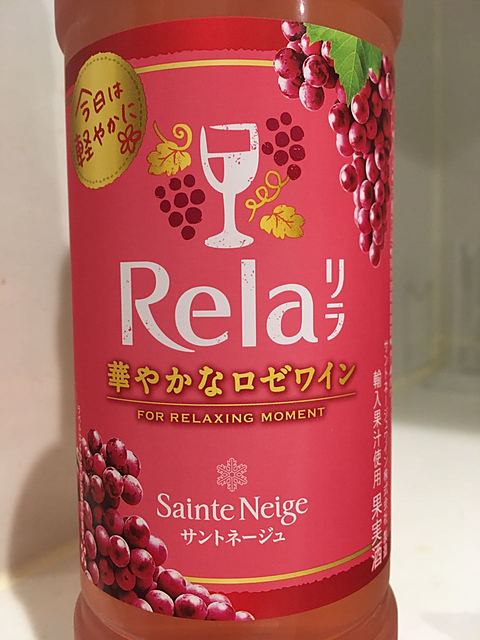 今日は
軽やかに
Rela
リラ
華やかなロゼワイン
FOR RELAXING MOMENT
Sainte Neige
サントネージュ
輸入果汁使用 果実酒